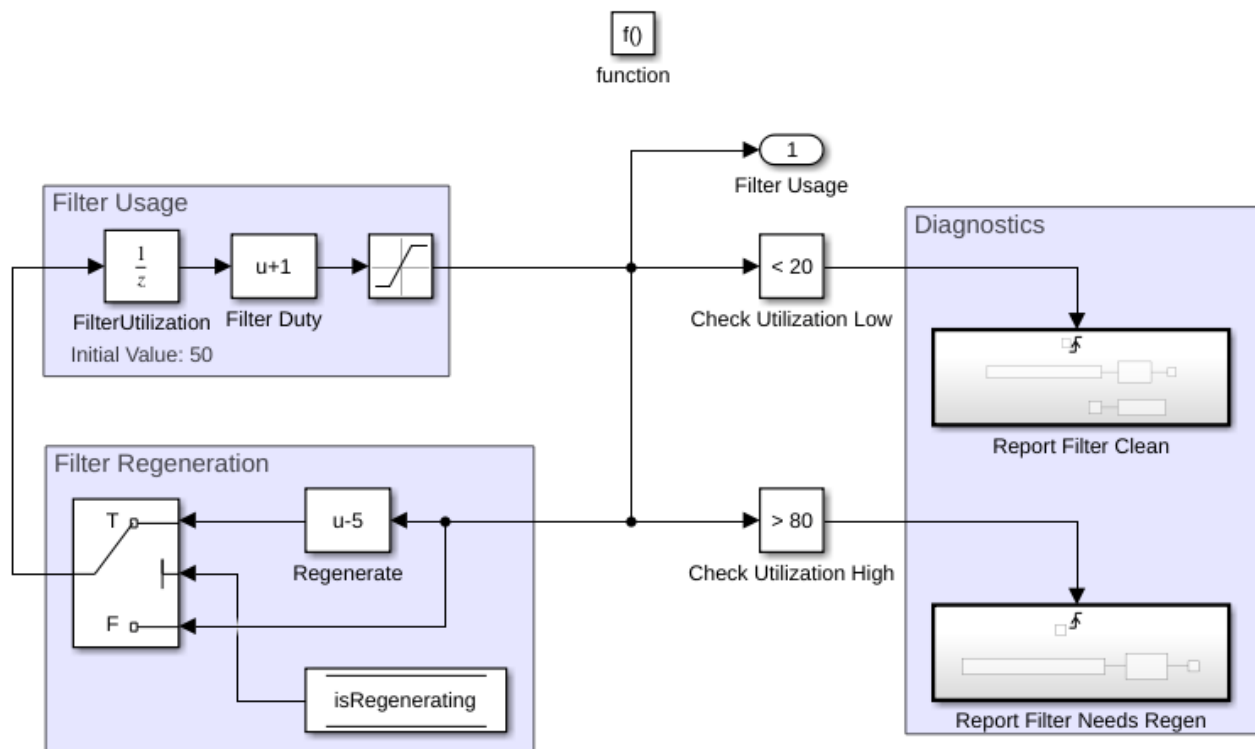 f()
function
1
Filter Usage
Filter Usage
1
z
FilterUtilization
Initial Value: 50
u+1
Filter Duty
< 20
Check Utilization Low
Diagnostics
Report Filter Clean
Filter Regeneration
T
F
u-5
Regenerate
isRegenerating
> 80
Check Utilization High
Report Filter Needs Regen